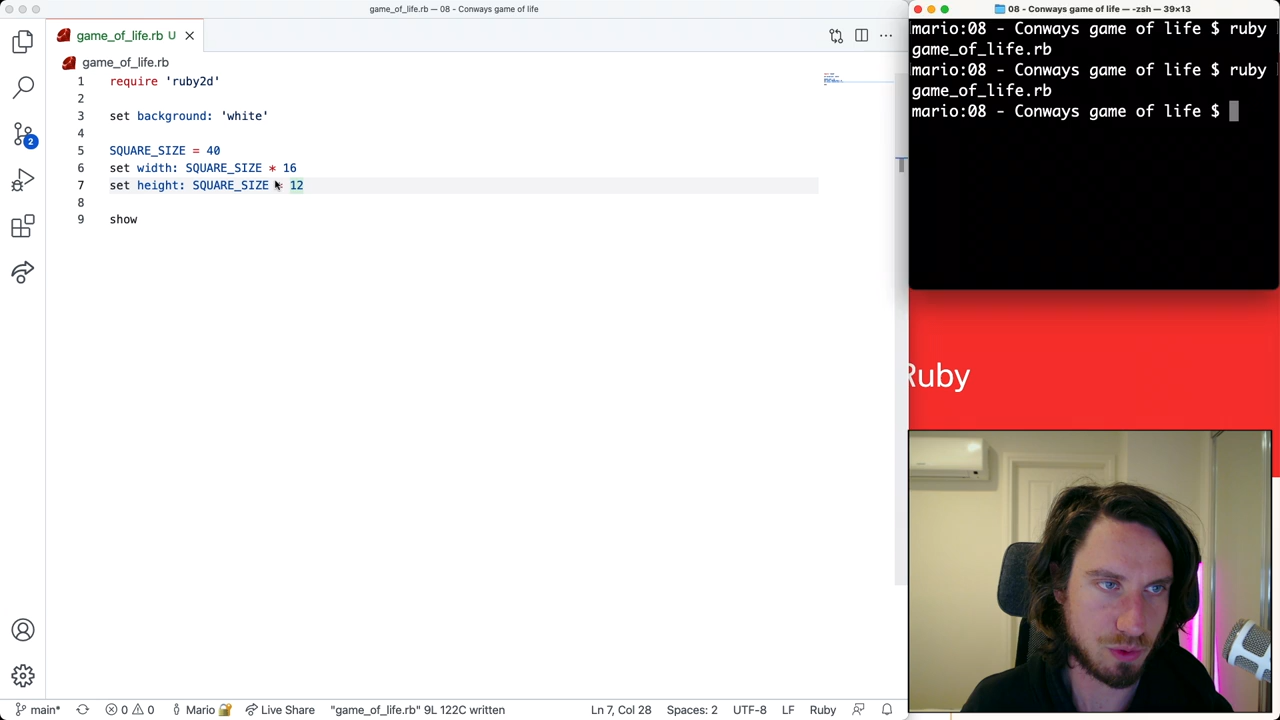 game_of_life.rb — 08 - Conways game of life
game_of_life.rb U
game_of_life.rb
1 require 'ruby2d'
2
3 set background: 'white'
4
5 SQUARE_SIZE = 40
6 set width: SQUARE_SIZE * 16
7 set height: SQUARE_SIZE * 12
8
9 show
2
main*
0 0
Mario
Live Share
"game_of_life.rb" 9L 122C written
Ln 7, Col 28
Spaces: 2
UTF-8
LF
Ruby
08 - Conways game of life — -zsh — 39×13
mario:08 - Conways game of life $ ruby
game_of_life.rb
mario:08 - Conways game of life $ ruby
game_of_life.rb
mario:08 - Conways game of life $
Ruby